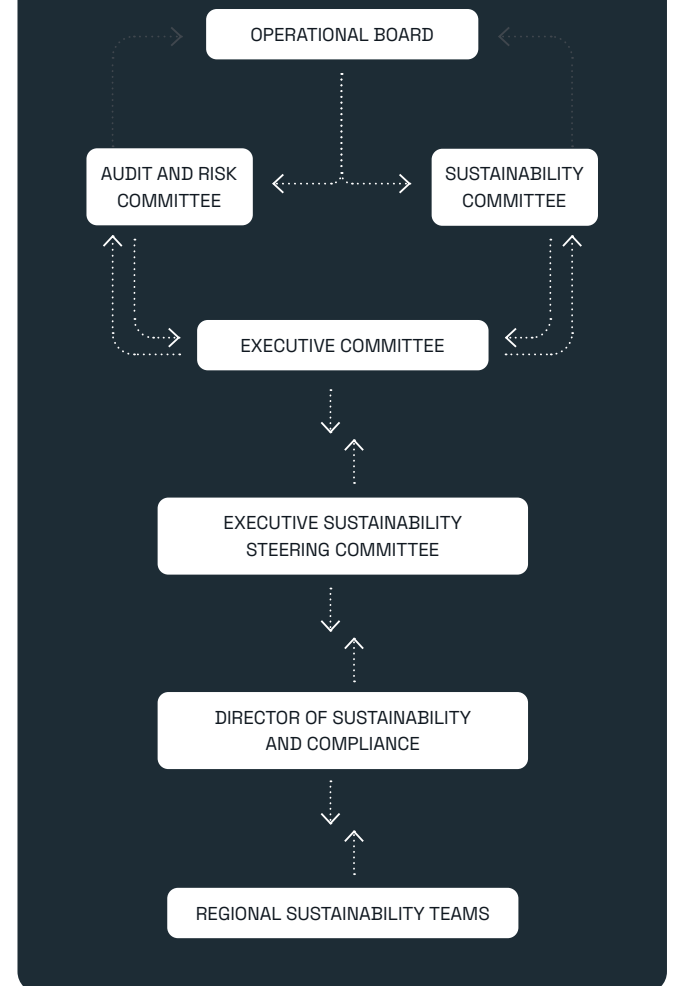 OPERATIONAL BOARD
AUDIT AND RISK
COMMITTEE
SUSTAINABILITY
COMMITTEE
EXECUTIVE COMMITTEE
EXECUTIVE SUSTAINABILITY
STEERING COMMITTEE
DIRECTOR OF SUSTAINABILITY
AND COMPLIANCE
REGIONAL SUSTAINABILITY TEAMS